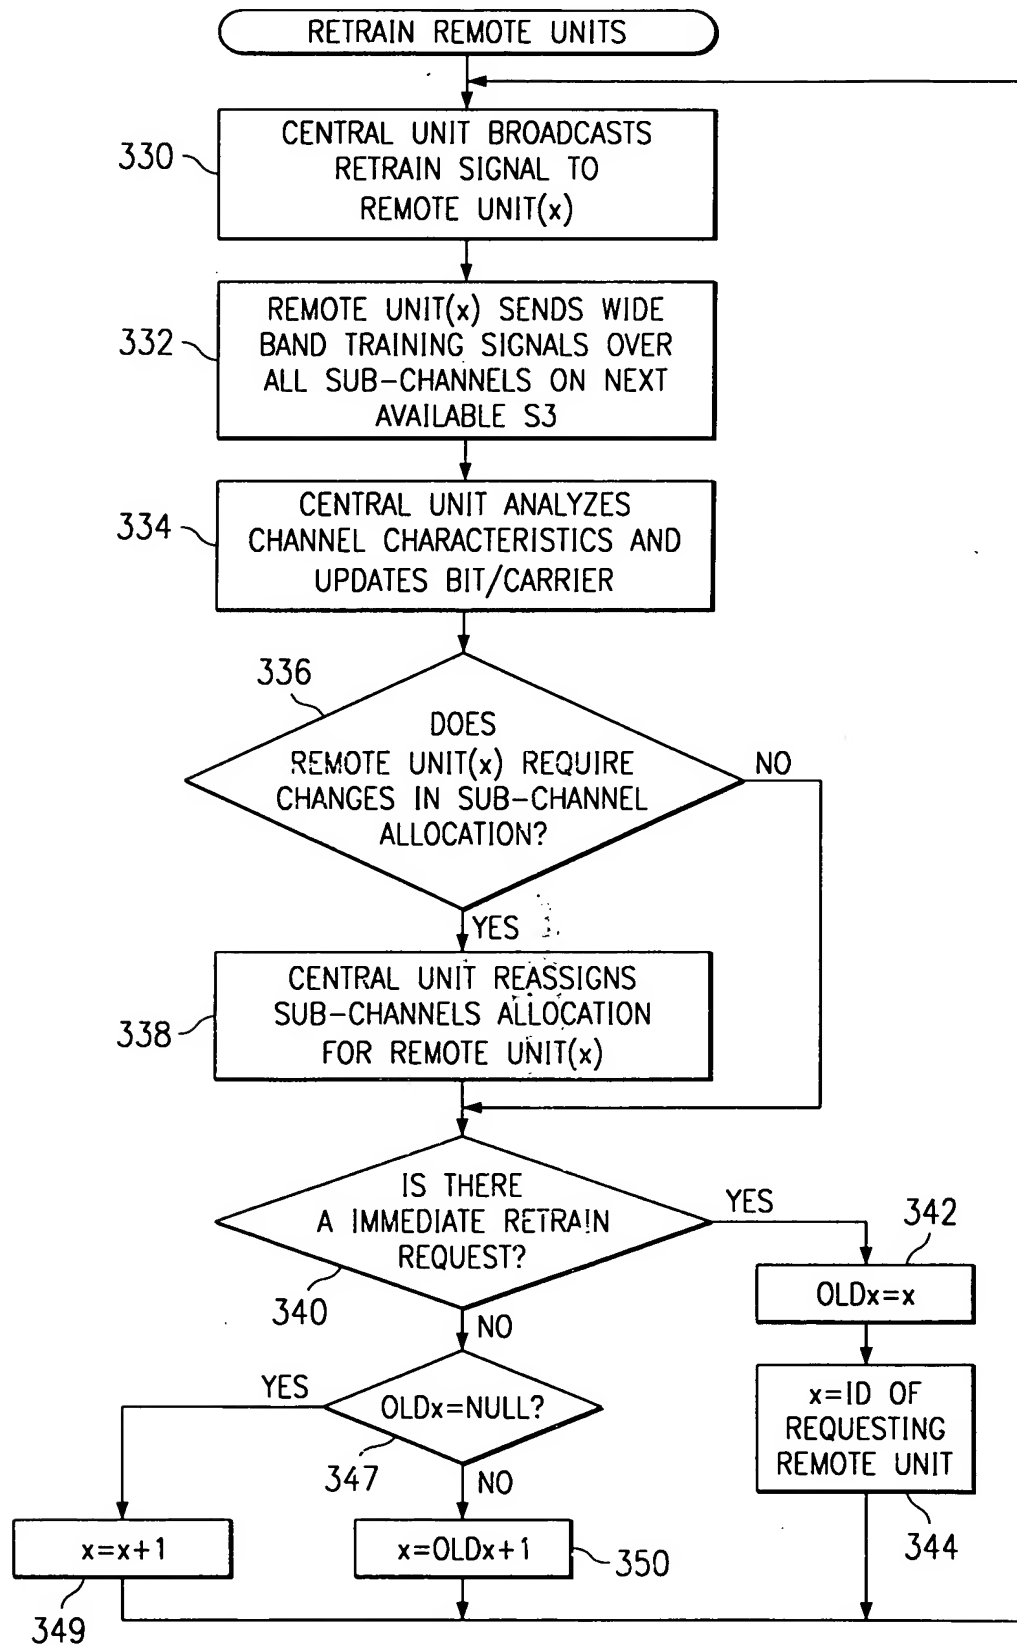 RETRAIN REMOTE UNITS
330
CENTRAL UNIT BROADCASTS
RETRAIN SIGNAL TO
REMOTE UNIT(x)
332
REMOTE UNIT(x) SENDS WIDE
BAND TRAINING SIGNALS OVER
ALL SUB-CHANNELS ON NEXT
AVAILABLE S3
334
CENTRAL UNIT ANALYZES
CHANNEL CHARACTERISTICS AND
UPDATES BIT/CARRIER
336
DOES
REMOTE UNIT(x) REQUIRE
CHANGES IN SUB-CHANNEL
ALLOCATION?
NO
YES
338
CENTRAL UNIT REASSIGNS
SUB-CHANNELS ALLOCATION
FOR REMOTE UNIT(x)
IS THERE
A IMMEDIATE RETRAIN
REQUEST?
340
YES
342
OLDx=x
NO
x=ID OF
REQUESTING
REMOTE UNIT
344
OLDx=NULL?
347
YES
NO
x=x+1
349
x=OLDx+1
350